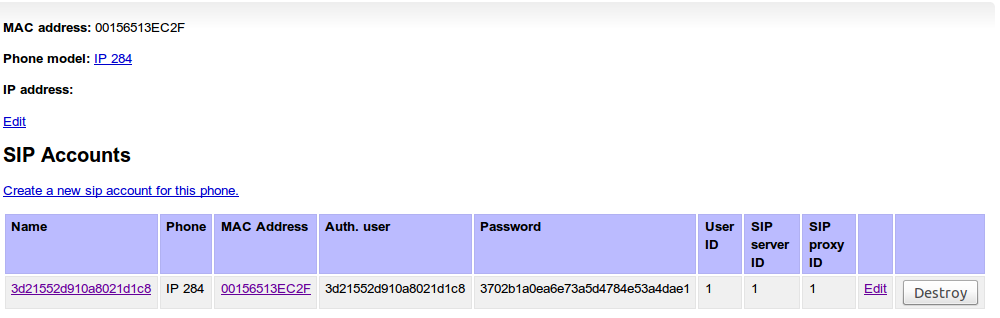 MAC address: 00156513EC2F
Phone model: IP 284
IP address:
Edit
SIP Accounts
Create a new sip account for this phone.
Name Phone MAC Address Auth. user Password User ID SIP server ID SIP proxy ID
3d21552d910a8021d1c8 IP 284 00156513EC2F 3d21552d910a8021d1c8 3702b1a0ea6e73a5d4784e53a4dae1 1 1 1 Edit Destroy